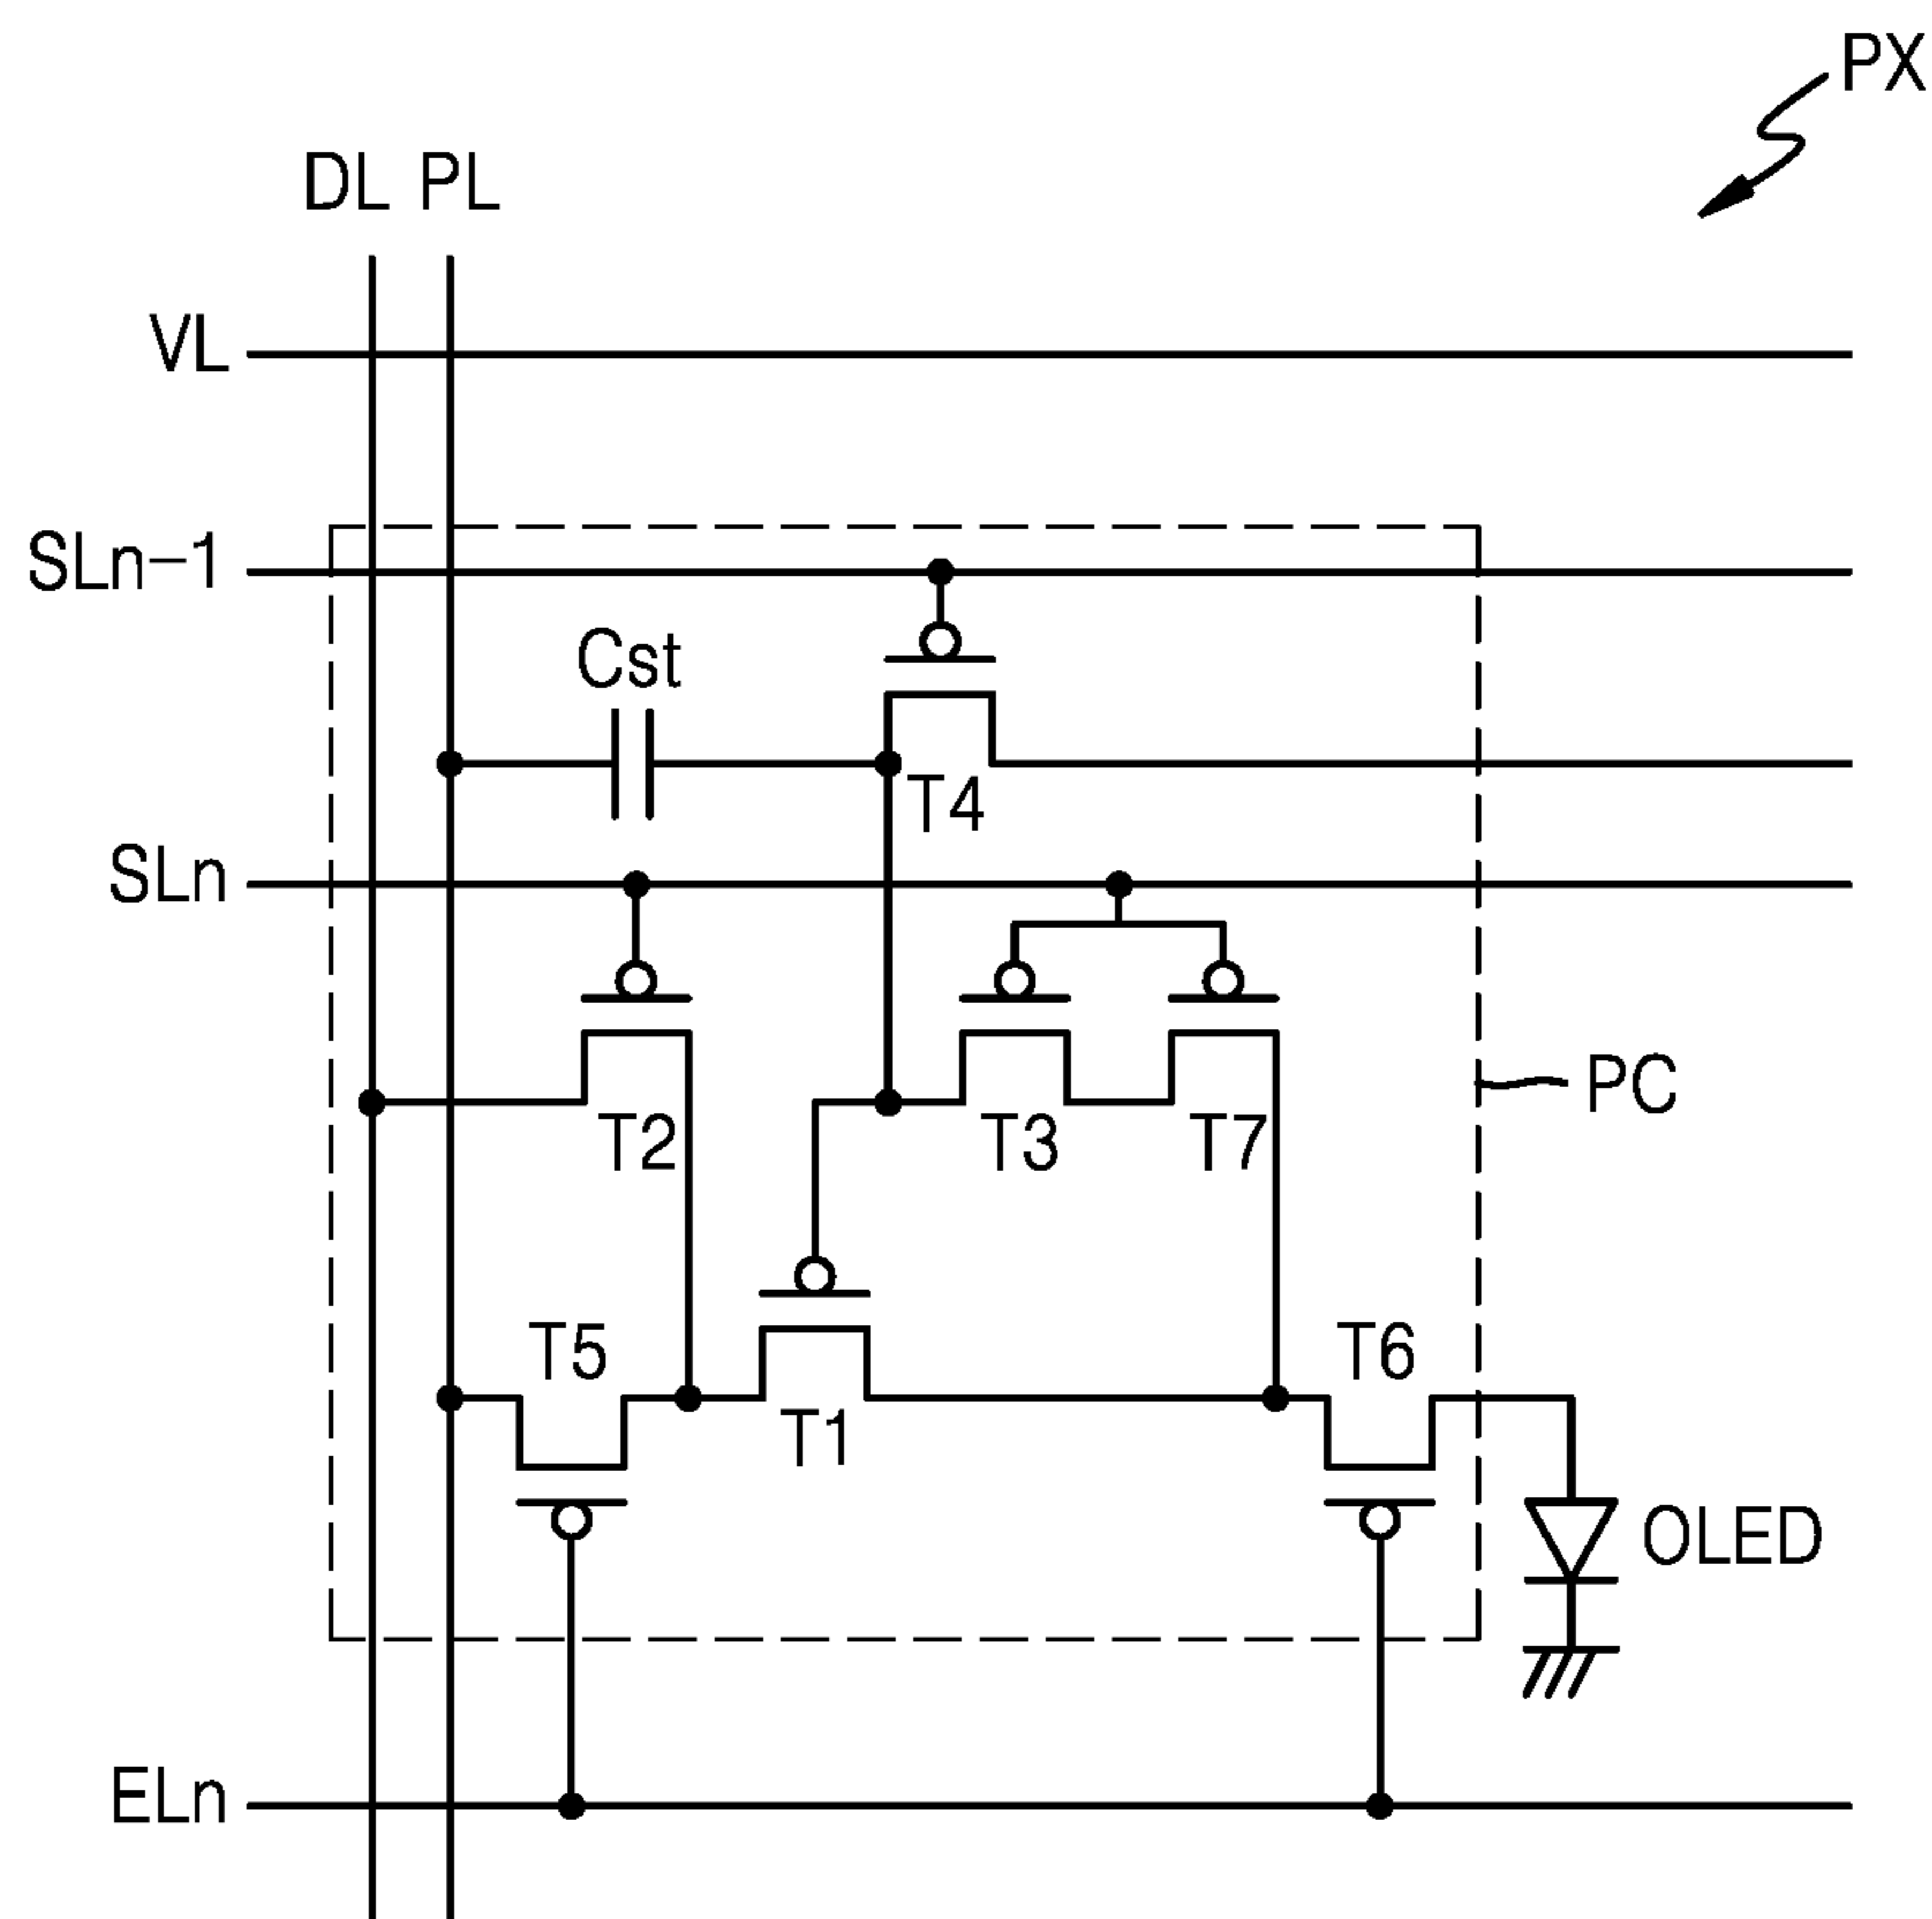 PX
DL PL
VL
SLn-1
Cst
T4
SLn
PC
T2 T3 T7
T5 T6
T1
OLED
ELn